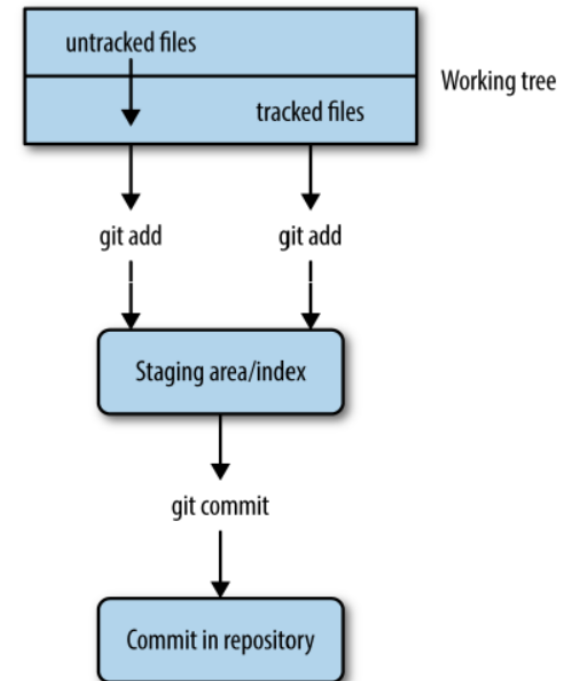 untracked files
Working tree
tracked files
git add
git add
Staging area/index
git commit
Commit in repository